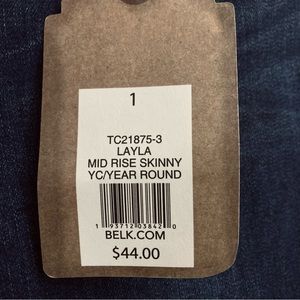 1
TC21875-3
LAYLA
MID RISE SKINNY
YC/YEAR ROUND
1 93712 03842 0
BELK.COM
$44.00